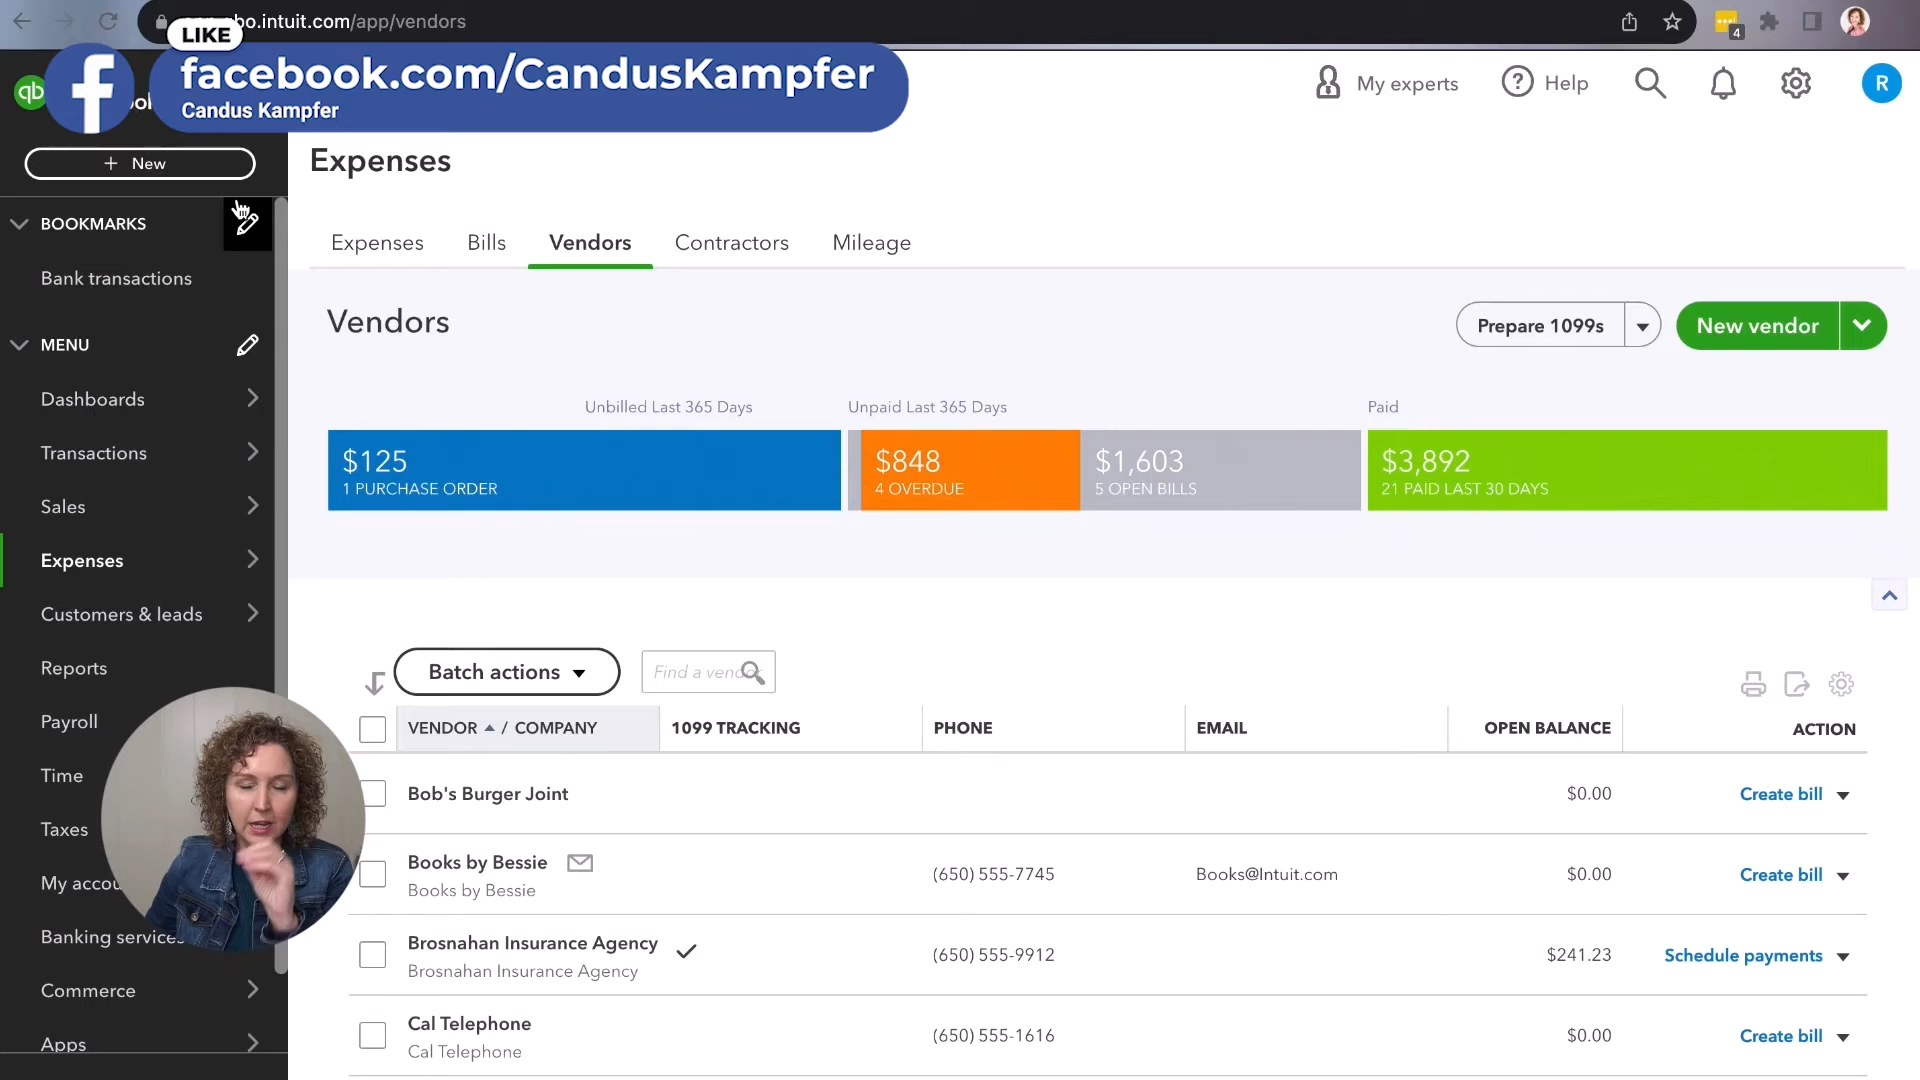 bo.intuit.com/app/vendors
4
LIKE
facebook.com/CandusKampfer
Candus Kampfer
qb
f
My experts
Help
R
+ New
BOOKMARKS
Bank transactions
MENU
Dashboards
Transactions
Sales
Expenses
Customers & leads
Reports
Payroll
Time
Taxes
My
Banking services
Commerce
Apps
Expenses
Expenses Bills Vendors Contractors Mileage
Vendors
Prepare 1099s
New vendor
Unbilled Last 365 Days
Unpaid Last 365 Days
Paid
$125
1 PURCHASE ORDER
$848
4 OVERDUE
$1,603
5 OPEN BILLS
$3,892
21 PAID LAST 30 DAYS
Batch actions
Find a vendor
VENDOR / COMPANY 1099 TRACKING PHONE EMAIL OPEN BALANCE ACTION
Bob's Burger Joint $0.00 Create bill
Books by Bessie
Books by Bessie (650) 555-7745 Books@Intuit.com $0.00 Create bill
Brosnahan Insurance Agency
Brosnahan Insurance Agency (650) 555-9912 $241.23 Schedule payments
Cal Telephone
Cal Telephone (650) 555-1616 $0.00 Create bill